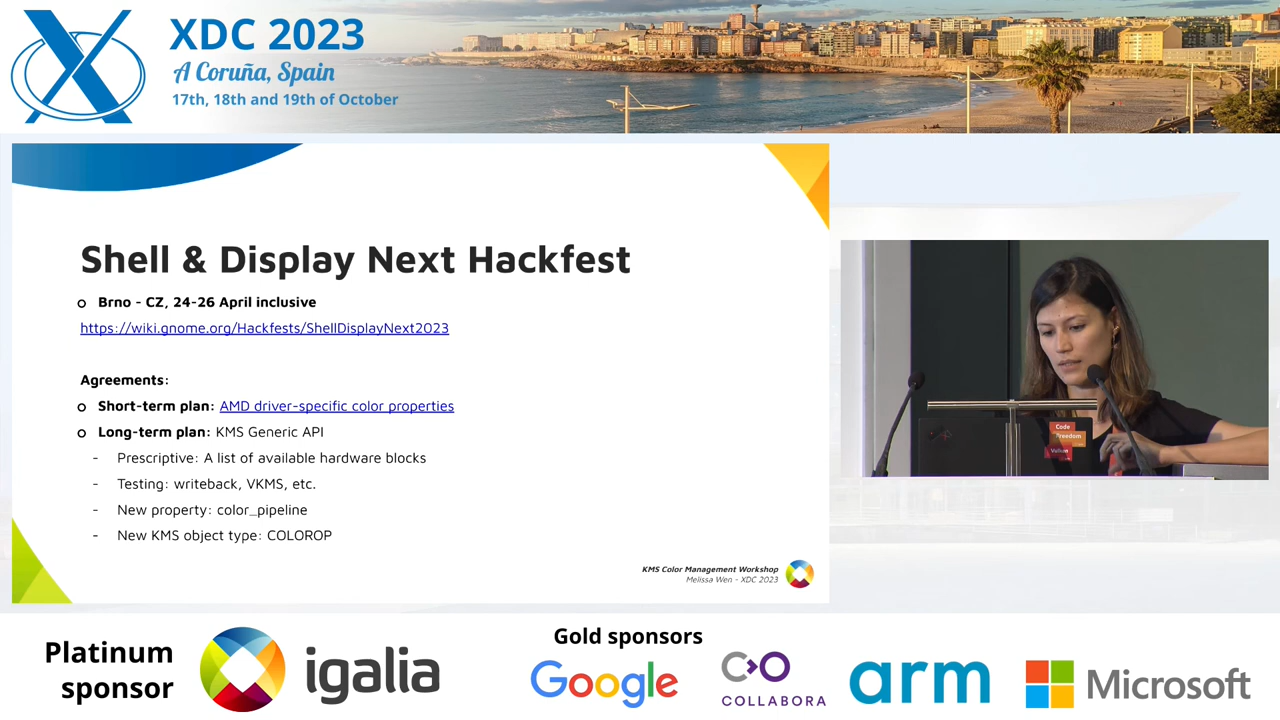 XDC 2023
A Coruña, Spain
17th, 18th and 19th of October
Shell & Display Next Hackfest
o Brno - CZ, 24-26 April inclusive
https://wiki.gnome.org/Hackfests/ShellDisplayNext2023
Agreements:
o Short-term plan: AMD driver-specific color properties
o Long-term plan: KMS Generic API
- Prescriptive: A list of available hardware blocks
- Testing: writeback, VKMS, etc.
- New property: color_pipeline
- New KMS object type: COLOROP
KMS Color Management Workshop
Melissa Wen - XDC 2023
Code
Freedom
Vulkan
Platinum
sponsor
igalia
Gold sponsors
Google
COLLABORA
arm
Microsoft